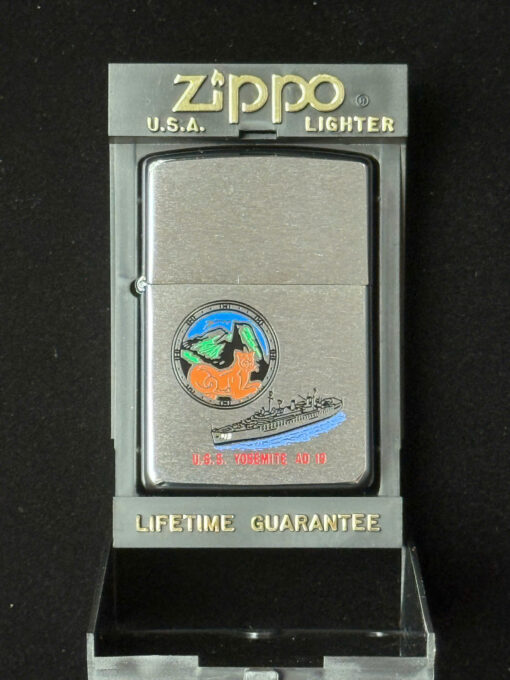 zippo ®
U.S.A. LIGHTER
U.S.S. YOSEMITE AD 19
LIFETIME GUARANTEE